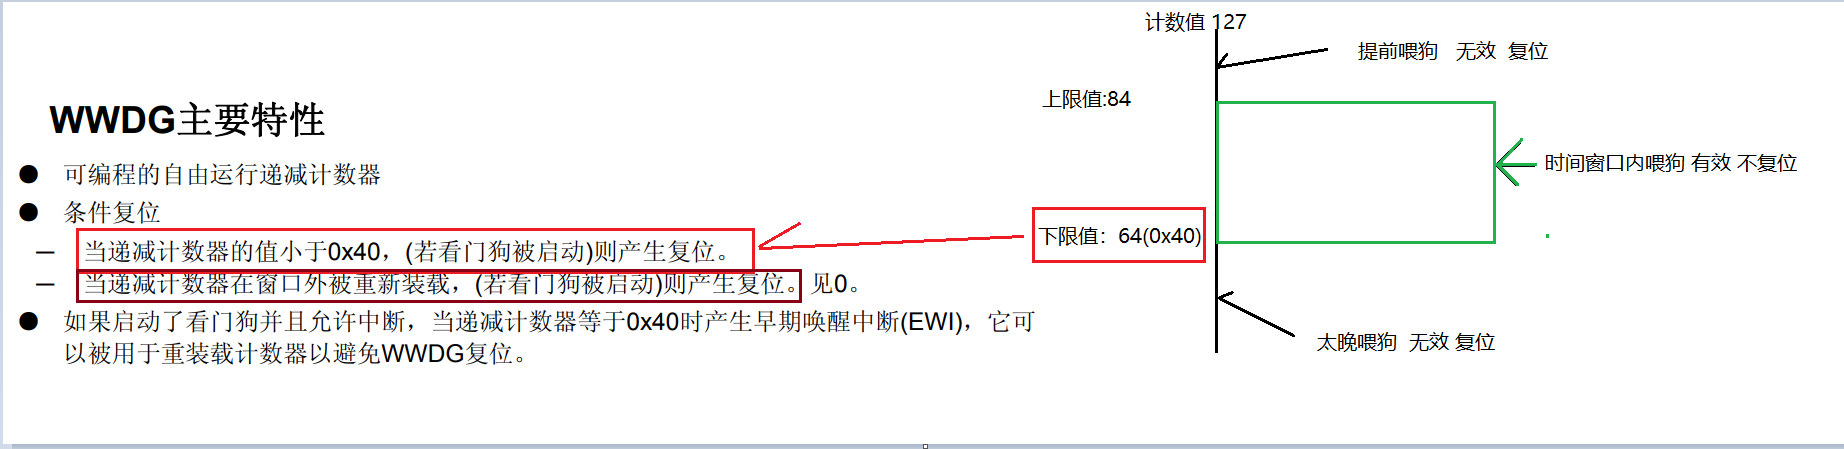 WWDG主要特性
● 可编程的自由运行递减计数器
● 条件复位
— 当递减计数器的值小于0x40，(若看门狗被启动)则产生复位。
— 当递减计数器在窗口外被重新装载，(若看门狗被启动)则产生复位。见0。
● 如果启动了看门狗并且允许中断，当递减计数器等于0x40时产生早期唤醒中断(EWI)，它可
以被用于重装载计数器以避免WWDG复位。
计数值 127
提前喂狗 无效 复位
上限值:84
时间窗口内喂狗 有效 不复位
下限值：64(0x40)
太晚喂狗 无效 复位